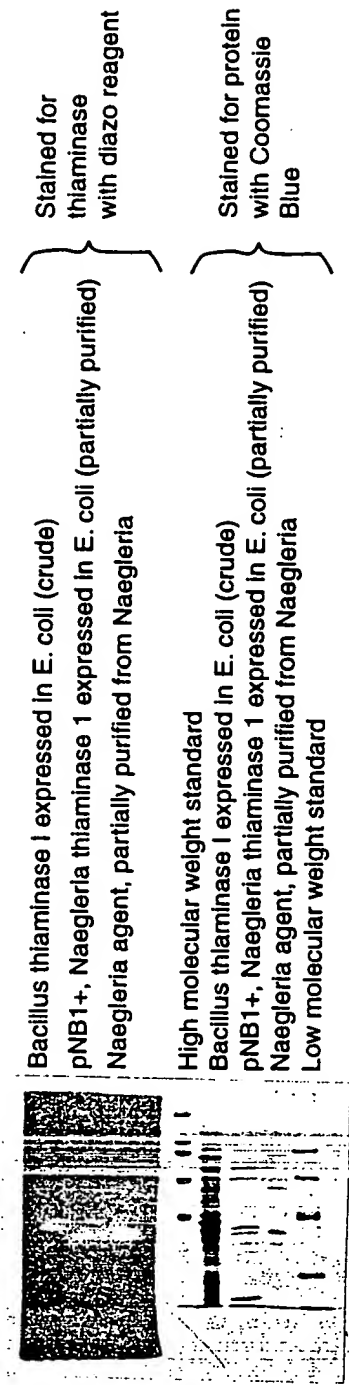 Bacillus thiaminase I expressed in E. coli (crude)
pNB1+, Naegleria thiaminase 1 expressed in E. coli (partially purified)
Naegleria agent, partially purified from Naegleria
Stained for
thiaminase
with diazo reagent
High molecular weight standard
Bacillus thiaminase I expressed in E. coli (crude)
pNB1+, Naegleria thiaminase 1 expressed in E. coli (partially purified)
Naegleria agent, partially purified from Naegleria
Low molecular weight standard
Stained for protein
with Coomassie
Blue